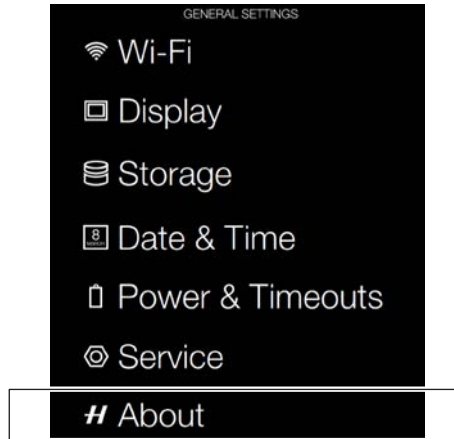 GENERAL SETTINGS
Wi-Fi
Display
Storage
8
Date & Time
Power & Timeouts
Service
H About